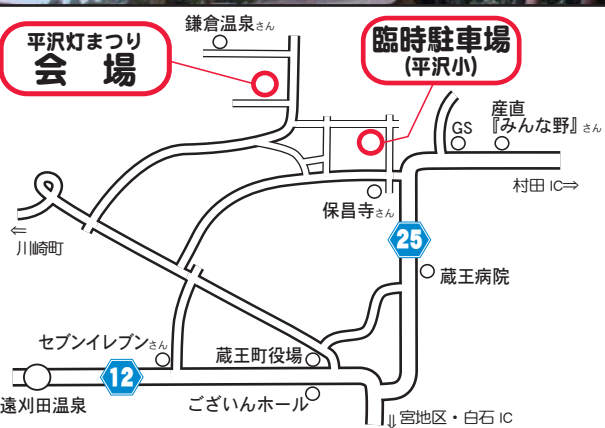 鎌倉温泉さん
平沢灯まつり
会 場
臨時駐車場
(平沢小)
産直
『みんな野』さん
GS
村田 IC⇒
保昌寺さん
⇐
川崎町
25
蔵王病院
セブンイレブンさん
蔵王町役場
12
遠刈田温泉
ございんホール
⇓宮地区・白石 IC